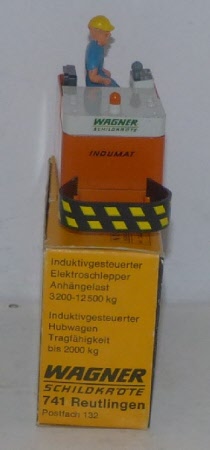 WAGNER
SCHILDKRÖTE
INDUMAT
Induktivgesteuerter
Elektroschlepper
Anhängelast
3200-12500 kg
Induktivgesteuerter
Hubwagen
Tragfähigkeit
bis 2000 kg
WAGNER
SCHILDKRÖTE
741 Reutlingen
Postfach 132